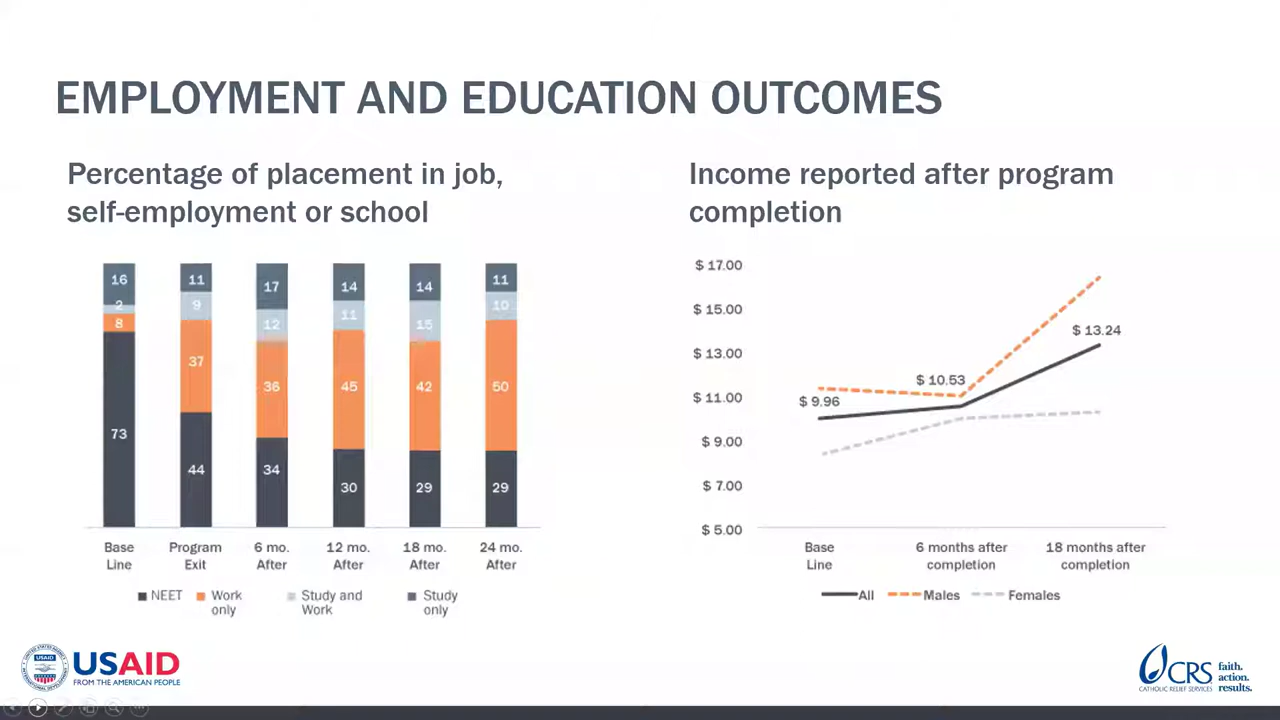 EMPLOYMENT AND EDUCATION OUTCOMES
Percentage of placement in job,
self-employment or school
16 11 17 14 14 11
2 9 12 11 15 10
8 37 36 45 42 50
73 44 34 30 29 29
Base Line
Program Exit
6 mo. After
12 mo. After
18 mo. After
24 mo. After
NEET
Work only
Study and Work
Study only
Income reported after program
completion
$ 17.00
$ 15.00
$ 13.00
$ 11.00
$ 9.00
$ 7.00
$ 5.00
$ 9.96
$ 10.53
$ 13.24
Base Line
6 months after completion
18 months after completion
All
Males
Females
USAID
USAID
FROM THE AMERICAN PEOPLE
CRS
CATHOLIC RELIEF SERVICES
faith.
action.
results.